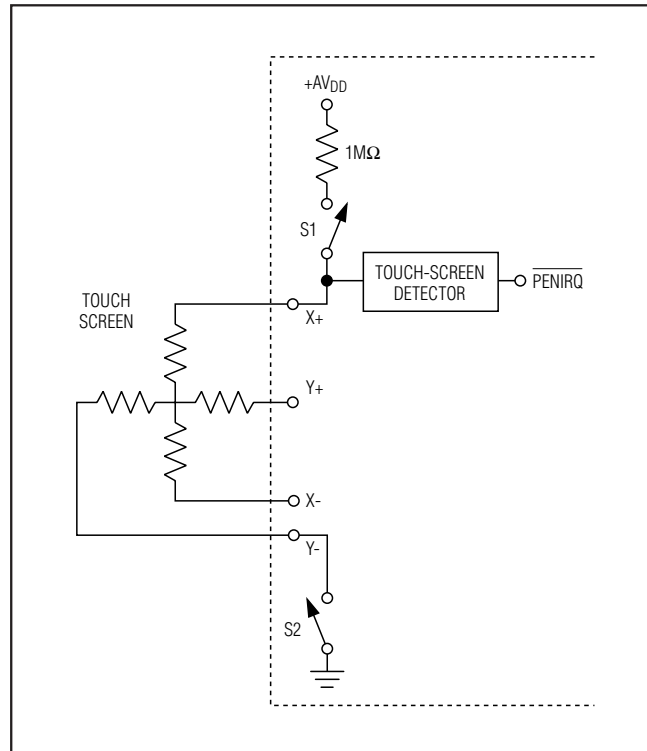 +AVDD
1MΩ
S1
TOUCH-SCREEN
DETECTOR
PENIRQ
TOUCH
SCREEN
X+
Y+
X-
Y-
S2